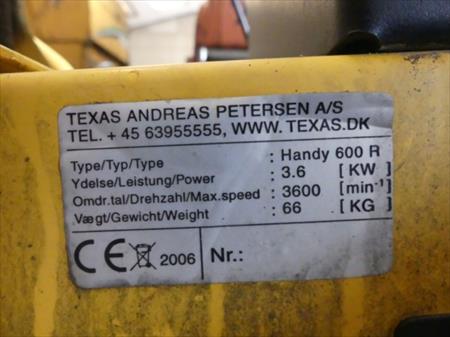 TEXAS ANDREAS PETERSEN A/S
TEL. + 45 63955555, WWW. TEXAS.DK
Type/Typ/Type : Handy 600 R
Ydelse/Leistung/Power : 3.6 [ KW ]
Omdr.tal/Drehzahl/Max.speed : 3600 [min⁻¹]
Vægt/Gewicht/Weight : 66 [ KG ]
CE 2006 Nr.: